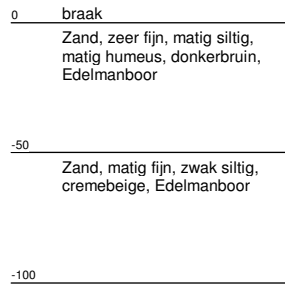 0 braak
Zand, zeer fijn, matig siltig,
matig humeus, donkerbruin,
Edelmanboor
-50
Zand, matig fijn, zwak siltig,
cremebeige, Edelmanboor
-100